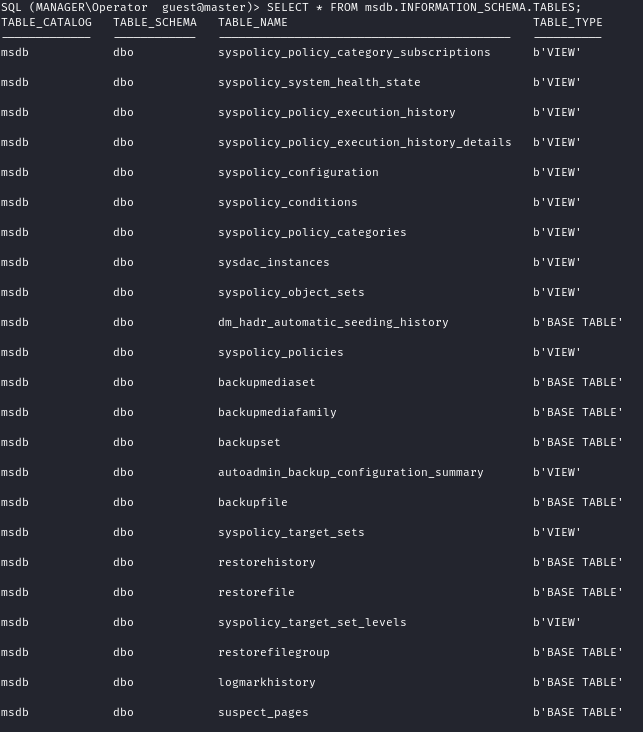 SQL (MANAGER\Operator  guest@master)> SELECT * FROM msdb.INFORMATION_SCHEMA.TABLES;
TABLE_CATALOG   TABLE_SCHEMA   TABLE_NAME   TABLE_TYPE
msdb   dbo   syspolicy_policy_category_subscriptions   b'VIEW'
msdb   dbo   syspolicy_system_health_state   b'VIEW'
msdb   dbo   syspolicy_policy_execution_history   b'VIEW'
msdb   dbo   syspolicy_policy_execution_history_details   b'VIEW'
msdb   dbo   syspolicy_configuration   b'VIEW'
msdb   dbo   syspolicy_conditions   b'VIEW'
msdb   dbo   syspolicy_policy_categories   b'VIEW'
msdb   dbo   sysdac_instances   b'VIEW'
msdb   dbo   syspolicy_object_sets   b'VIEW'
msdb   dbo   dm_hadr_automatic_seeding_history   b'BASE TABLE'
msdb   dbo   syspolicy_policies   b'VIEW'
msdb   dbo   backupmediaset   b'BASE TABLE'
msdb   dbo   backupmediafamily   b'BASE TABLE'
msdb   dbo   backupset   b'BASE TABLE'
msdb   dbo   autoadmin_backup_configuration_summary   b'VIEW'
msdb   dbo   backupfile   b'BASE TABLE'
msdb   dbo   syspolicy_target_sets   b'VIEW'
msdb   dbo   restorehistory   b'BASE TABLE'
msdb   dbo   restorefile   b'BASE TABLE'
msdb   dbo   syspolicy_target_set_levels   b'VIEW'
msdb   dbo   restorefilegroup   b'BASE TABLE'
msdb   dbo   logmarkhistory   b'BASE TABLE'
msdb   dbo   suspect_pages   b'BASE TABLE'